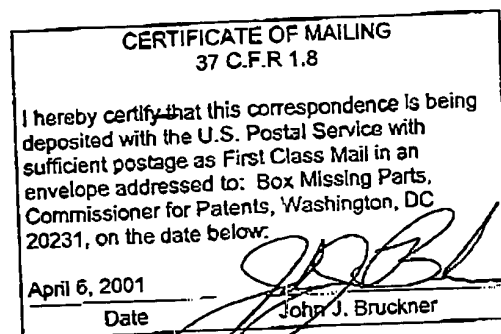 CERTIFICATE OF MAILING
37 C.F.R 1.8
I hereby certify that this correspondence is being
deposited with the U.S. Postal Service with
sufficient postage as First Class Mail in an
envelope addressed to: Box Missing Parts,
Commissioner for Patents, Washington, DC
20231, on the date below:
April 6, 2001
Date John J. Bruckner